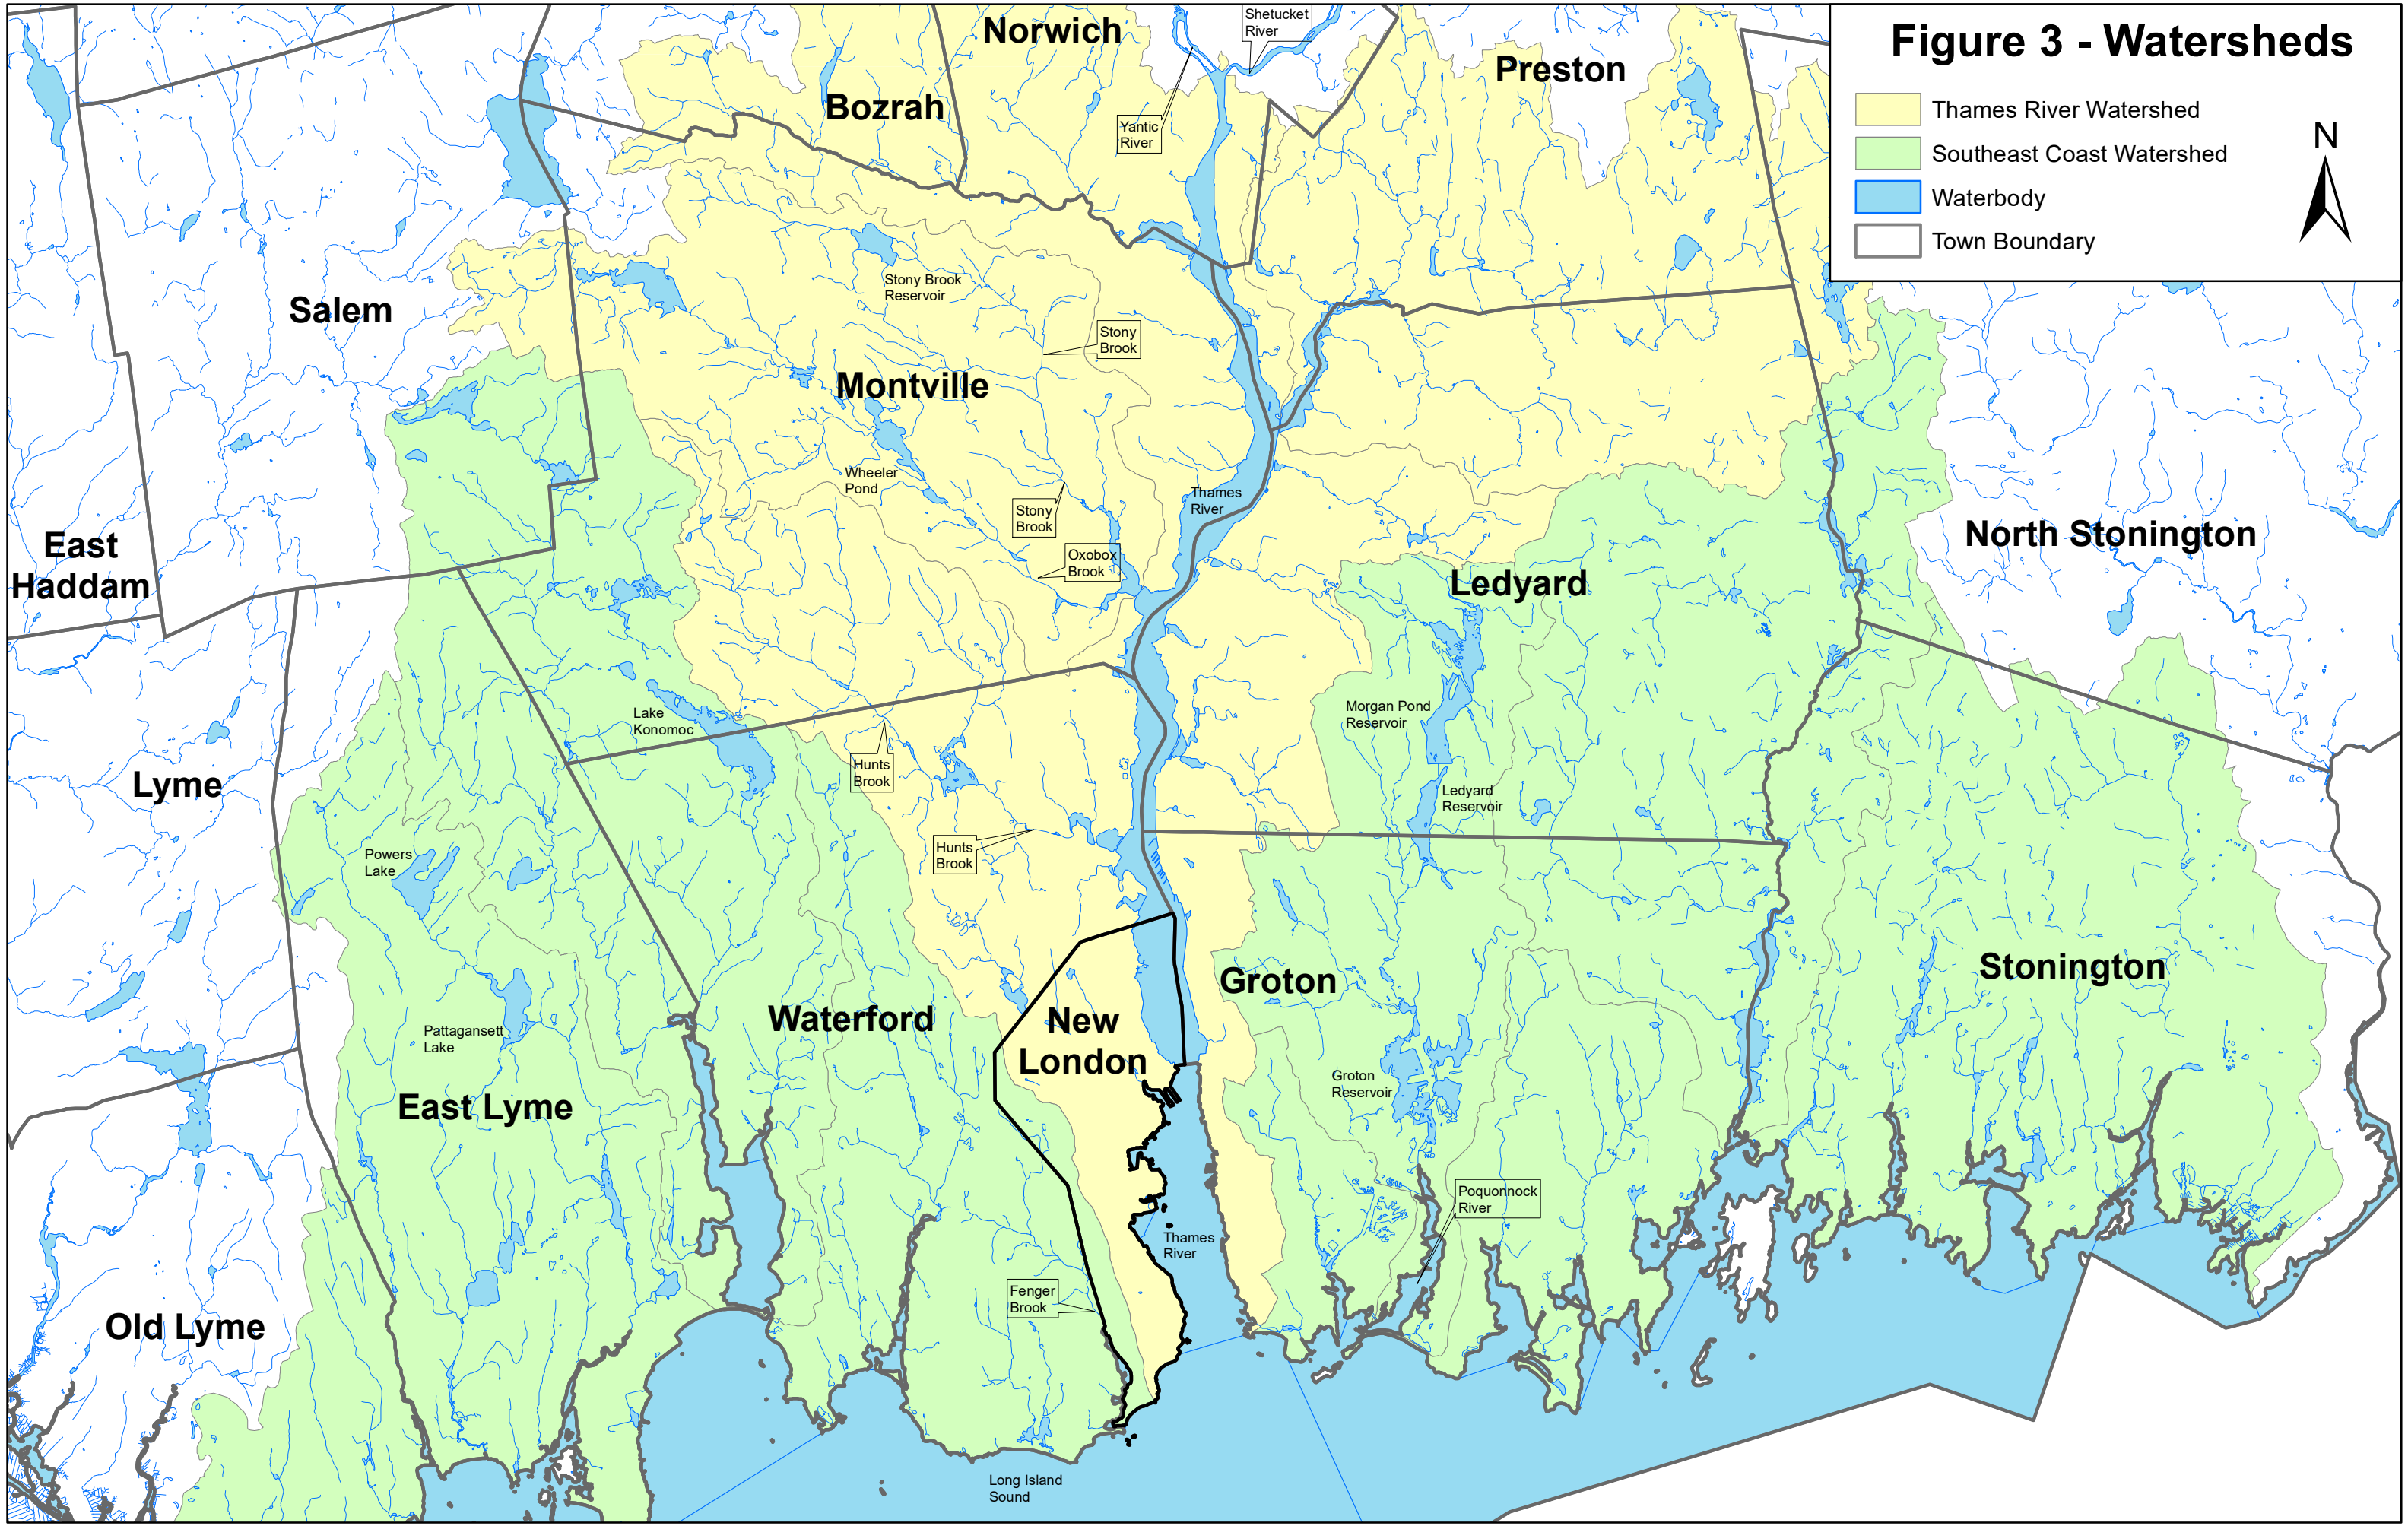 Figure 3 - Watersheds
Thames River Watershed
Southeast Coast Watershed
Waterbody
Town Boundary
N
Norwich
Shetucket
River
Preston
Bozrah
Yantic
River
Salem
Stony Brook
Reservoir
Stony
Brook
Montville
Wheeler
Pond
Thames
River
Stony
Brook
Oxobox
Brook
North Stonington
East
Haddam
Ledyard
Lake
Konomoc
Morgan Pond
Reservoir
Lyme
Hunts
Brook
Ledyard
Reservoir
Hunts
Brook
Powers
Lake
Stonington
Groton
Waterford
New
London
Pattagansett
Lake
Groton
Reservoir
East Lyme
Poquonnock
River
Thames
River
Fenger
Brook
Old Lyme
Long Island
Sound